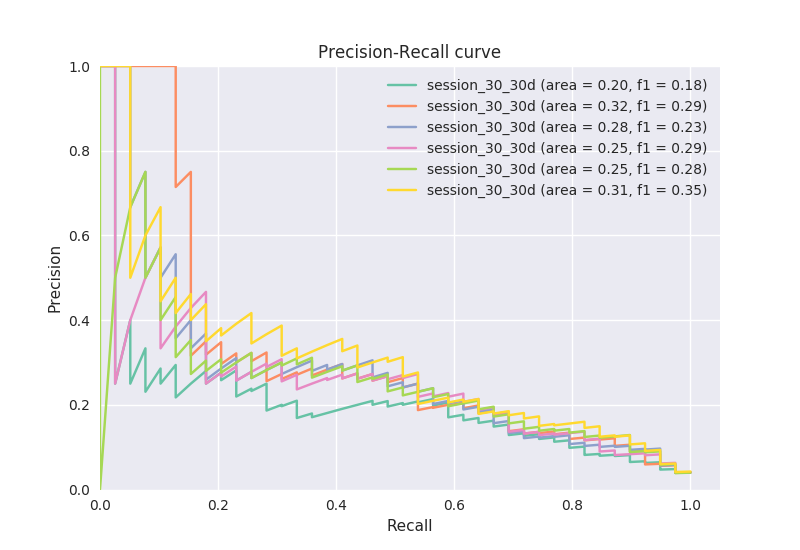 Precision-Recall curve
1.0
0.8
0.6
0.4
0.2
0.0
Precision
session_30_30d (area = 0.20, f1 = 0.18)
session_30_30d (area = 0.32, f1 = 0.29)
session_30_30d (area = 0.28, f1 = 0.23)
session_30_30d (area = 0.25, f1 = 0.29)
session_30_30d (area = 0.25, f1 = 0.28)
session_30_30d (area = 0.31, f1 = 0.35)
0.0 0.2 0.4 0.6 0.8 1.0
Recall